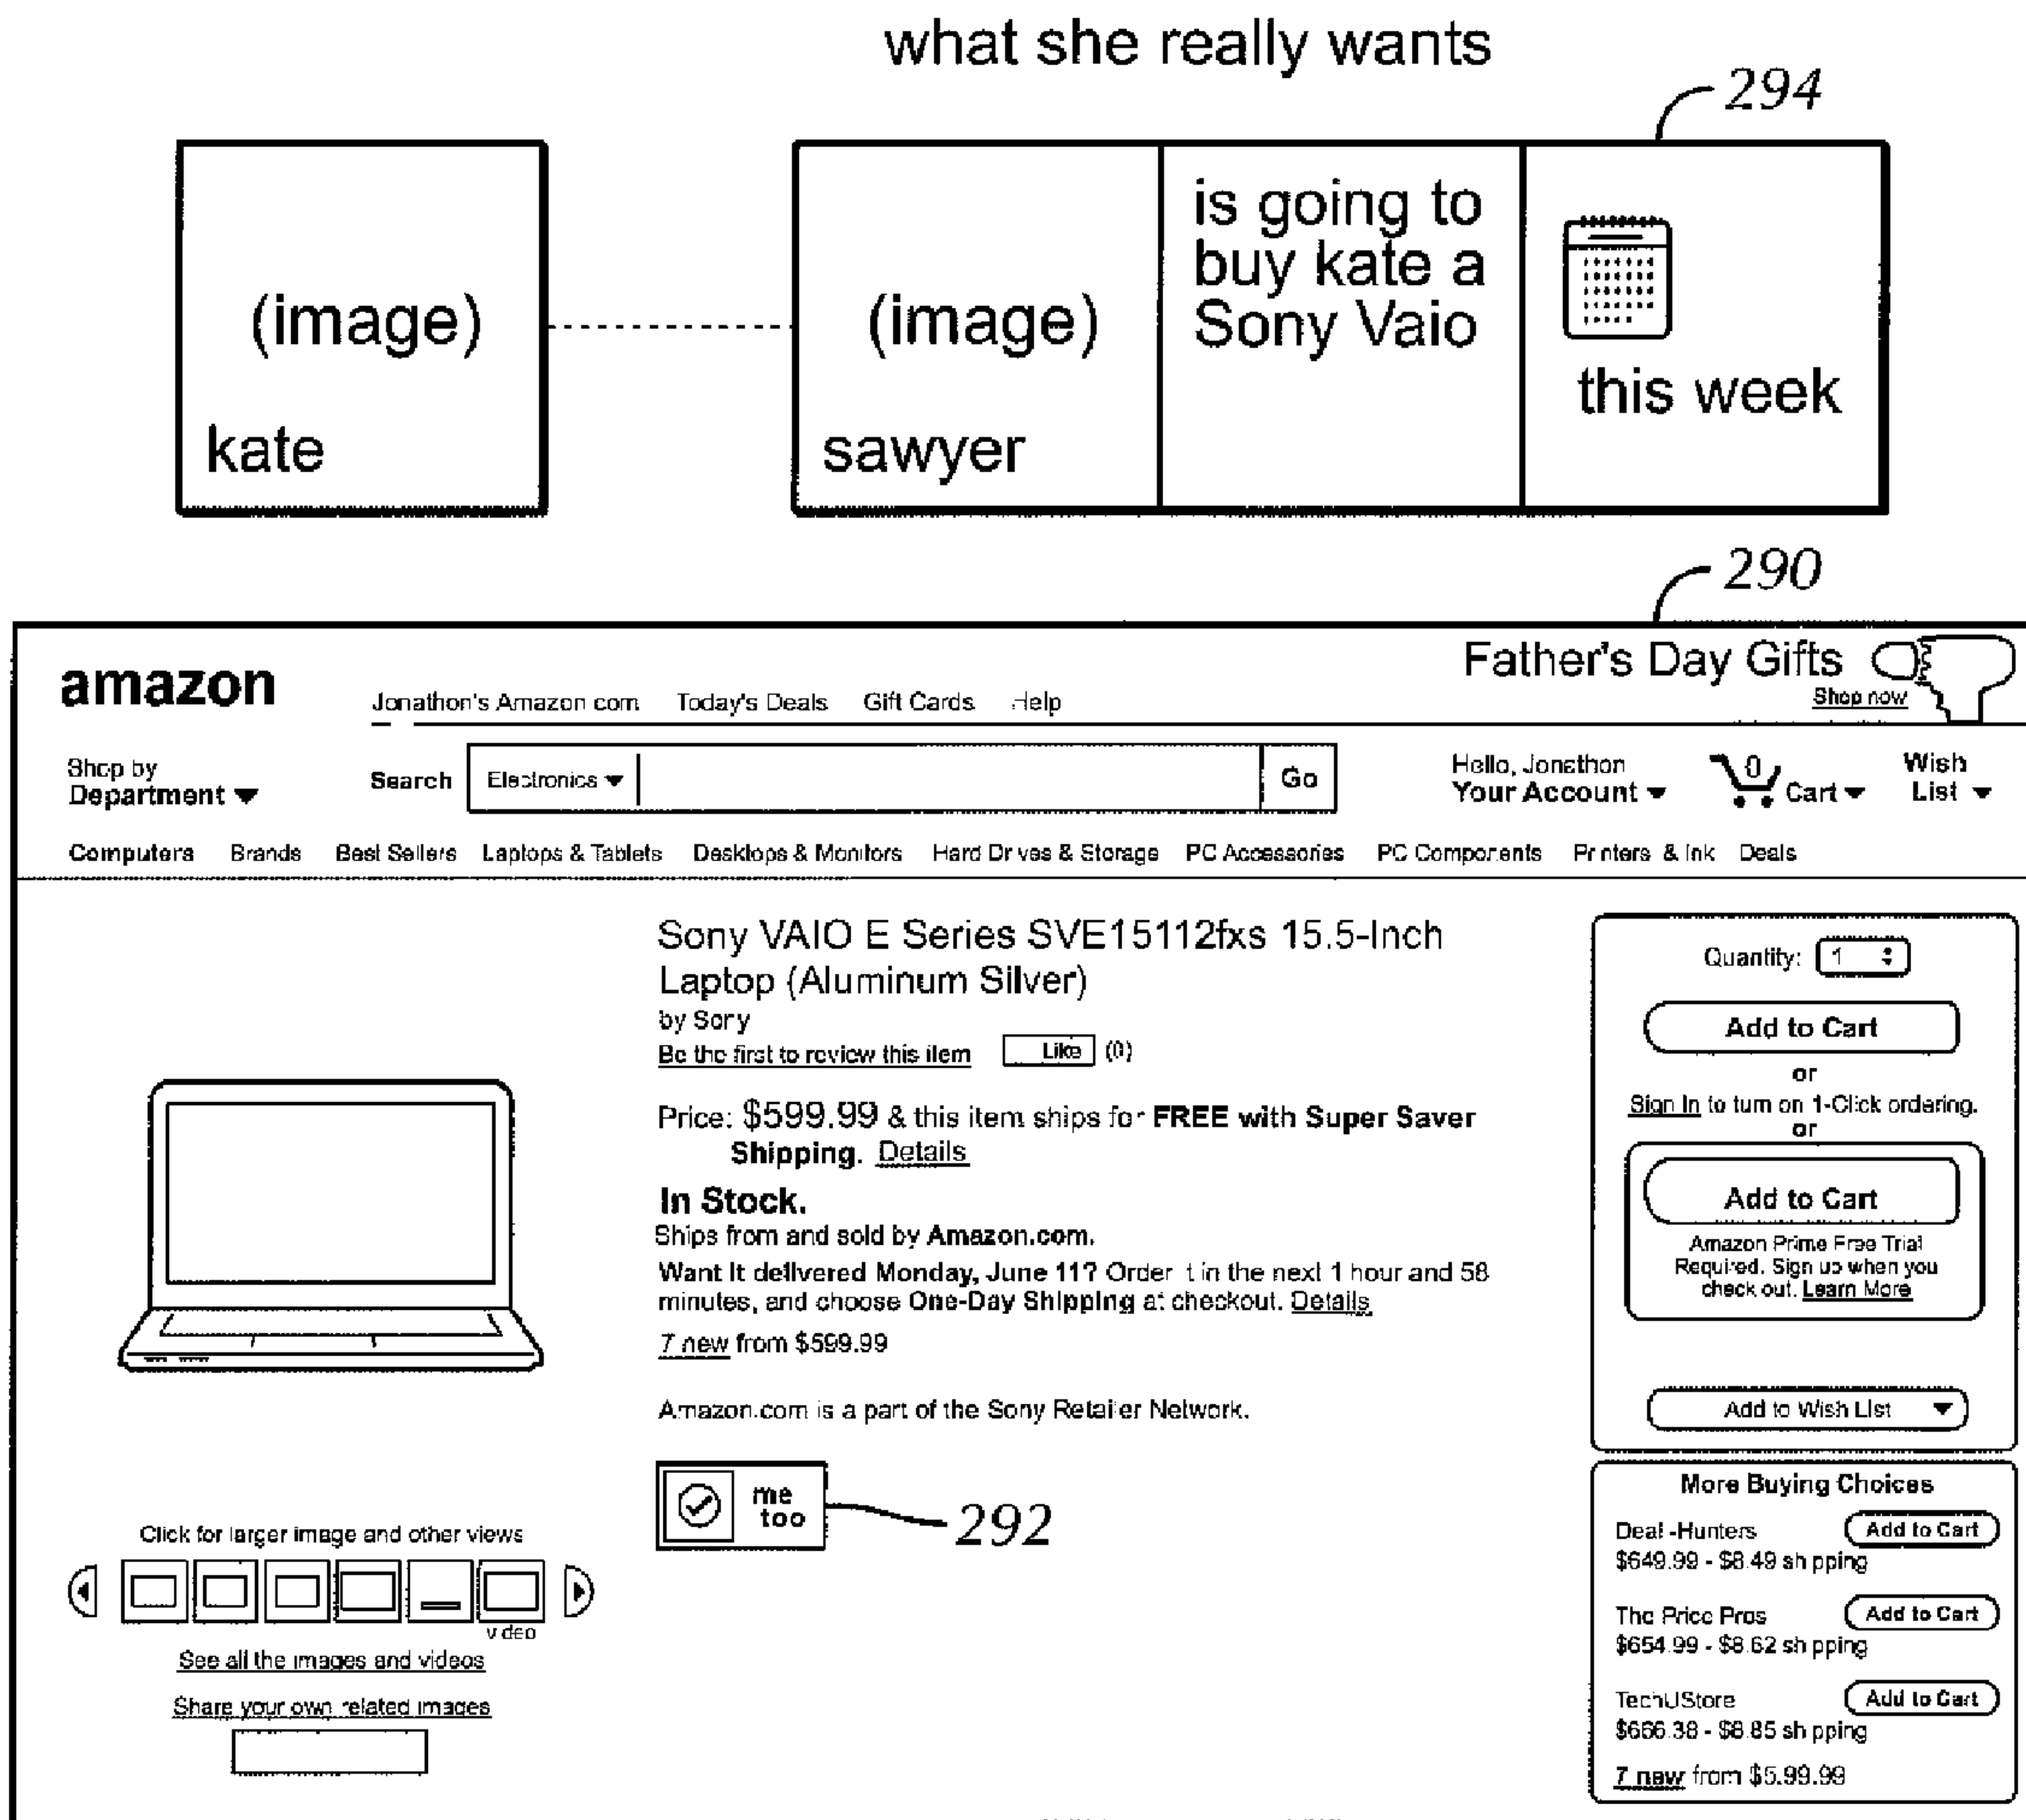 what she really wants
294
(image)
kate
(image)
sawyer
is going to
buy kate a
Sony Vaio
this week
290
amazon
Jonathon's Amazon com
Today's Deals
Gift Cards
Help
Father's Day Gifts
Shop now
Shop by
Department
Search
Electronics
Go
Hello, Jonathon
Your Account
0
Cart
Wish
List
Computers
Brands
Best Sellers
Laptops & Tablets
Desktops & Monitors
Hard Drives & Storage
PC Accessories
PC Components
Printers & Ink
Deals
Sony VAIO E Series SVE15112fxs 15.5-Inch
Laptop (Aluminum Silver)
by Sony
Be the first to review this item
Like (0)
Price: $599.99 & this item ships for FREE with Super Saver
Shipping. Details
In Stock.
Ships from and sold by Amazon.com.
Want it delivered Monday, June 11? Order it in the next 1 hour and 58
minutes, and choose One-Day Shipping at checkout. Details
7 new from $599.99
Amazon.com is a part of the Sony Retailer Network.
me
too
292
Click for larger image and other views
video
See all the images and videos
Share your own related images
Quantity: 1
Add to Cart
or
Sign In to turn on 1-Click ordering.
or
Add to Cart
Amazon Prime Free Trial
Required. Sign up when you
check out. Learn More
Add to Wish List
More Buying Choices
Deal -Hunters
Add to Cart
$649.99 - $8.49 shipping
The Price Pros
Add to Cart
$654.99 - $8.62 shipping
TechUStore
Add to Cart
$666.38 - $8.85 shipping
7 new from $5.99.99